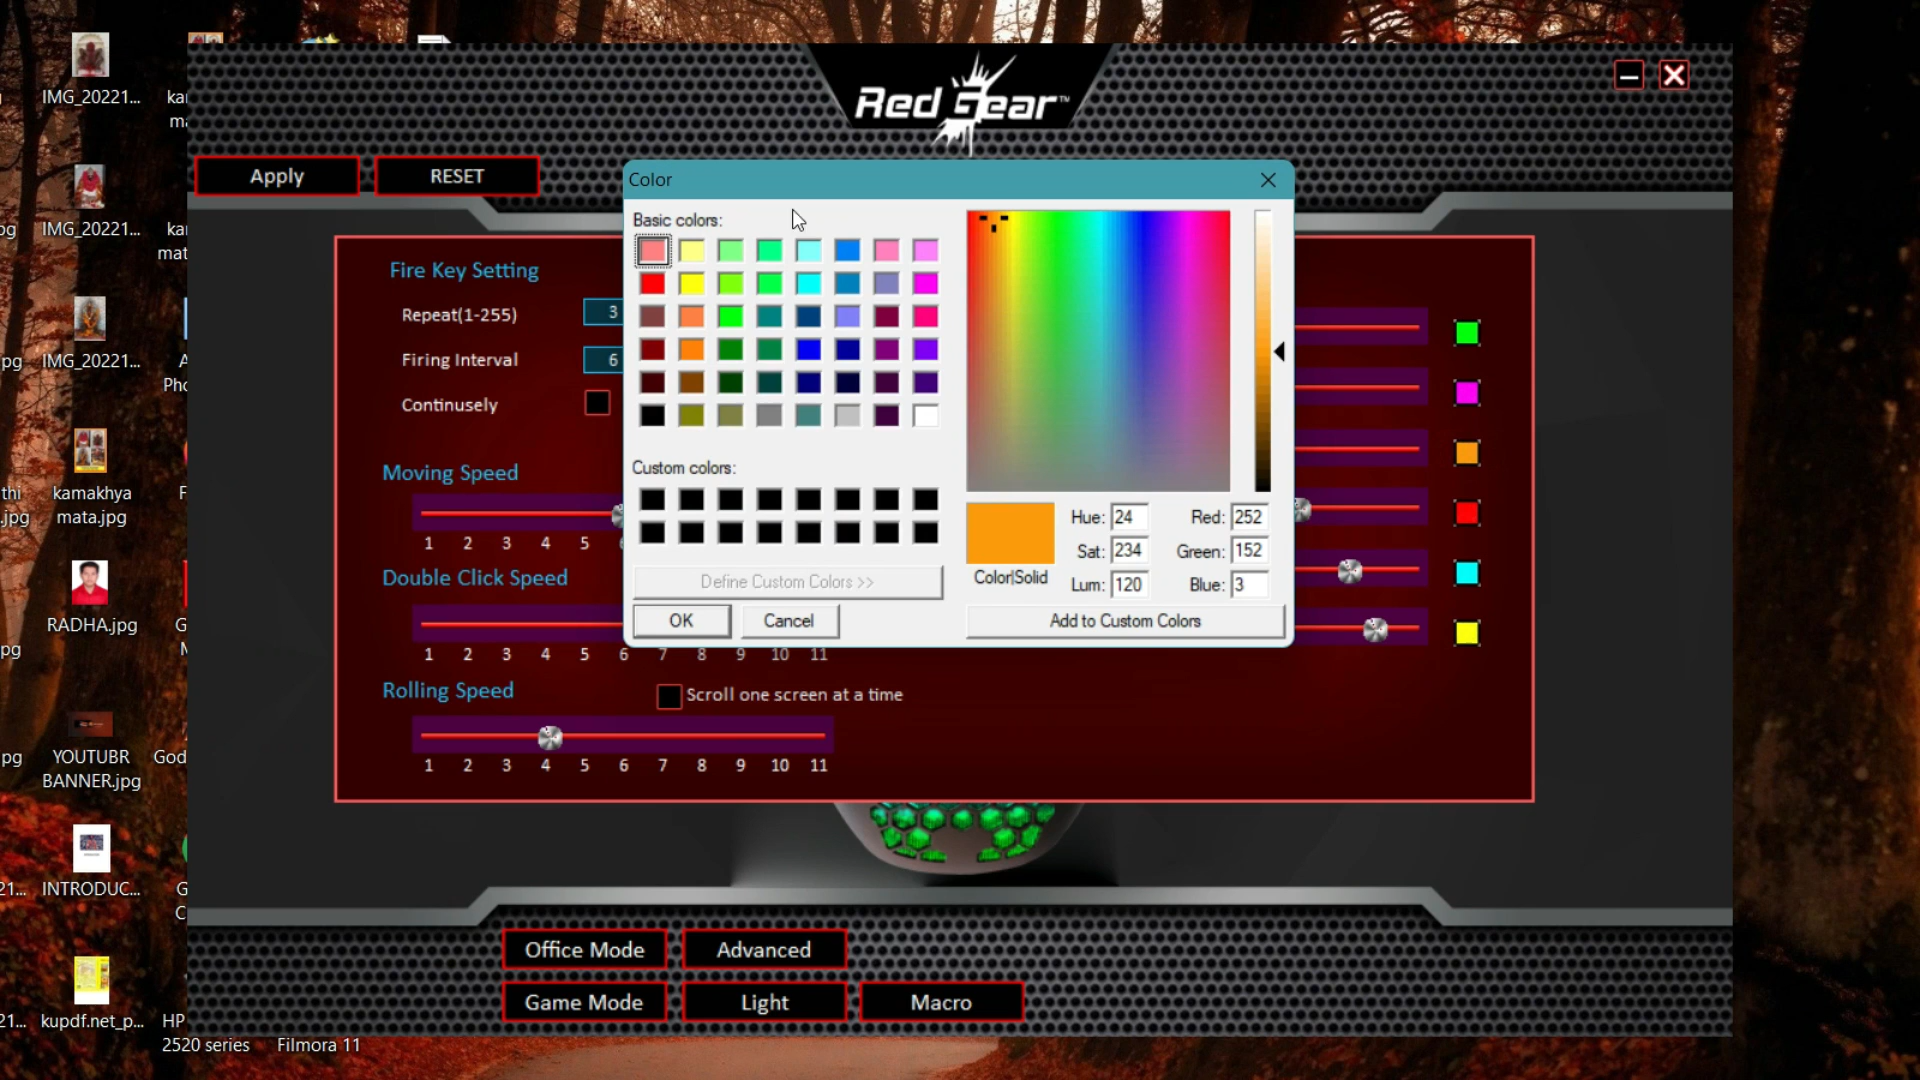 IMG_20221...
Red Gear™
Apply
RESET
Color
Basic colors:
Custom colors:
Define Custom Colors >>
OK
Cancel
Color|Solid
Hue: 24
Sat: 234
Lum: 120
Red: 252
Green: 152
Blue: 3
Add to Custom Colors
Fire Key Setting
Repeat(1-255) 3
Firing Interval 6
Continusely
Moving Speed
1 2 3 4 5
Double Click Speed
1 2 3 4 5 6 7 8 9 10 11
Rolling Speed
Scroll one screen at a time
1 2 3 4 5 6 7 8 9 10 11
Office Mode
Advanced
Game Mode
Light
Macro
IMG_20221...
IMG_20221...
kamakhya
mata.jpg
RADHA.jpg
YOUTUBR
BANNER.jpg
INTRODUC...
kupdf.net_p...
HP
2520 series
Filmora 11